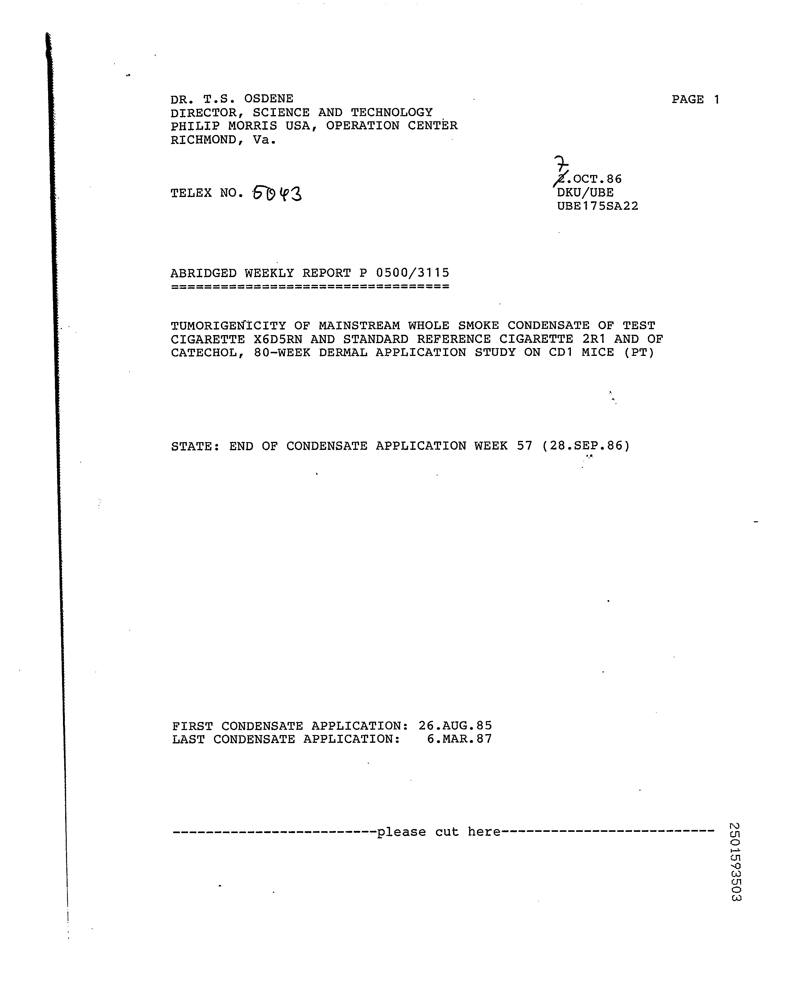 DR. T.S. OSDENE
PAGE 1
DIRECTOR, SCIENCE AND TECHNOLOGY
PHILIP MORRIS USA, OPERATION CENTER
RICHMOND, Va.
7
2.OCT.86
TELEX NO. 5043
DKU/UBE
UBE175SA22
ABRIDGED WEEKLY REPORT P 0500/3115
==================================
TUMORIGENICITY OF MAINSTREAM WHOLE SMOKE CONDENSATE OF TEST
CIGARETTE X6D5RN AND STANDARD REFERENCE CIGARETTE 2R1 AND OF
CATECHOL, 80-WEEK DERMAL APPLICATION STUDY ON CD1 MICE (PT)
STATE: END OF CONDENSATE APPLICATION WEEK 57 (28.SEP.86)
FIRST CONDENSATE APPLICATION: 26.AUG.85
LAST CONDENSATE APPLICATION: 6.MAR.87
-------------------------please cut here--------------------------
2501593503